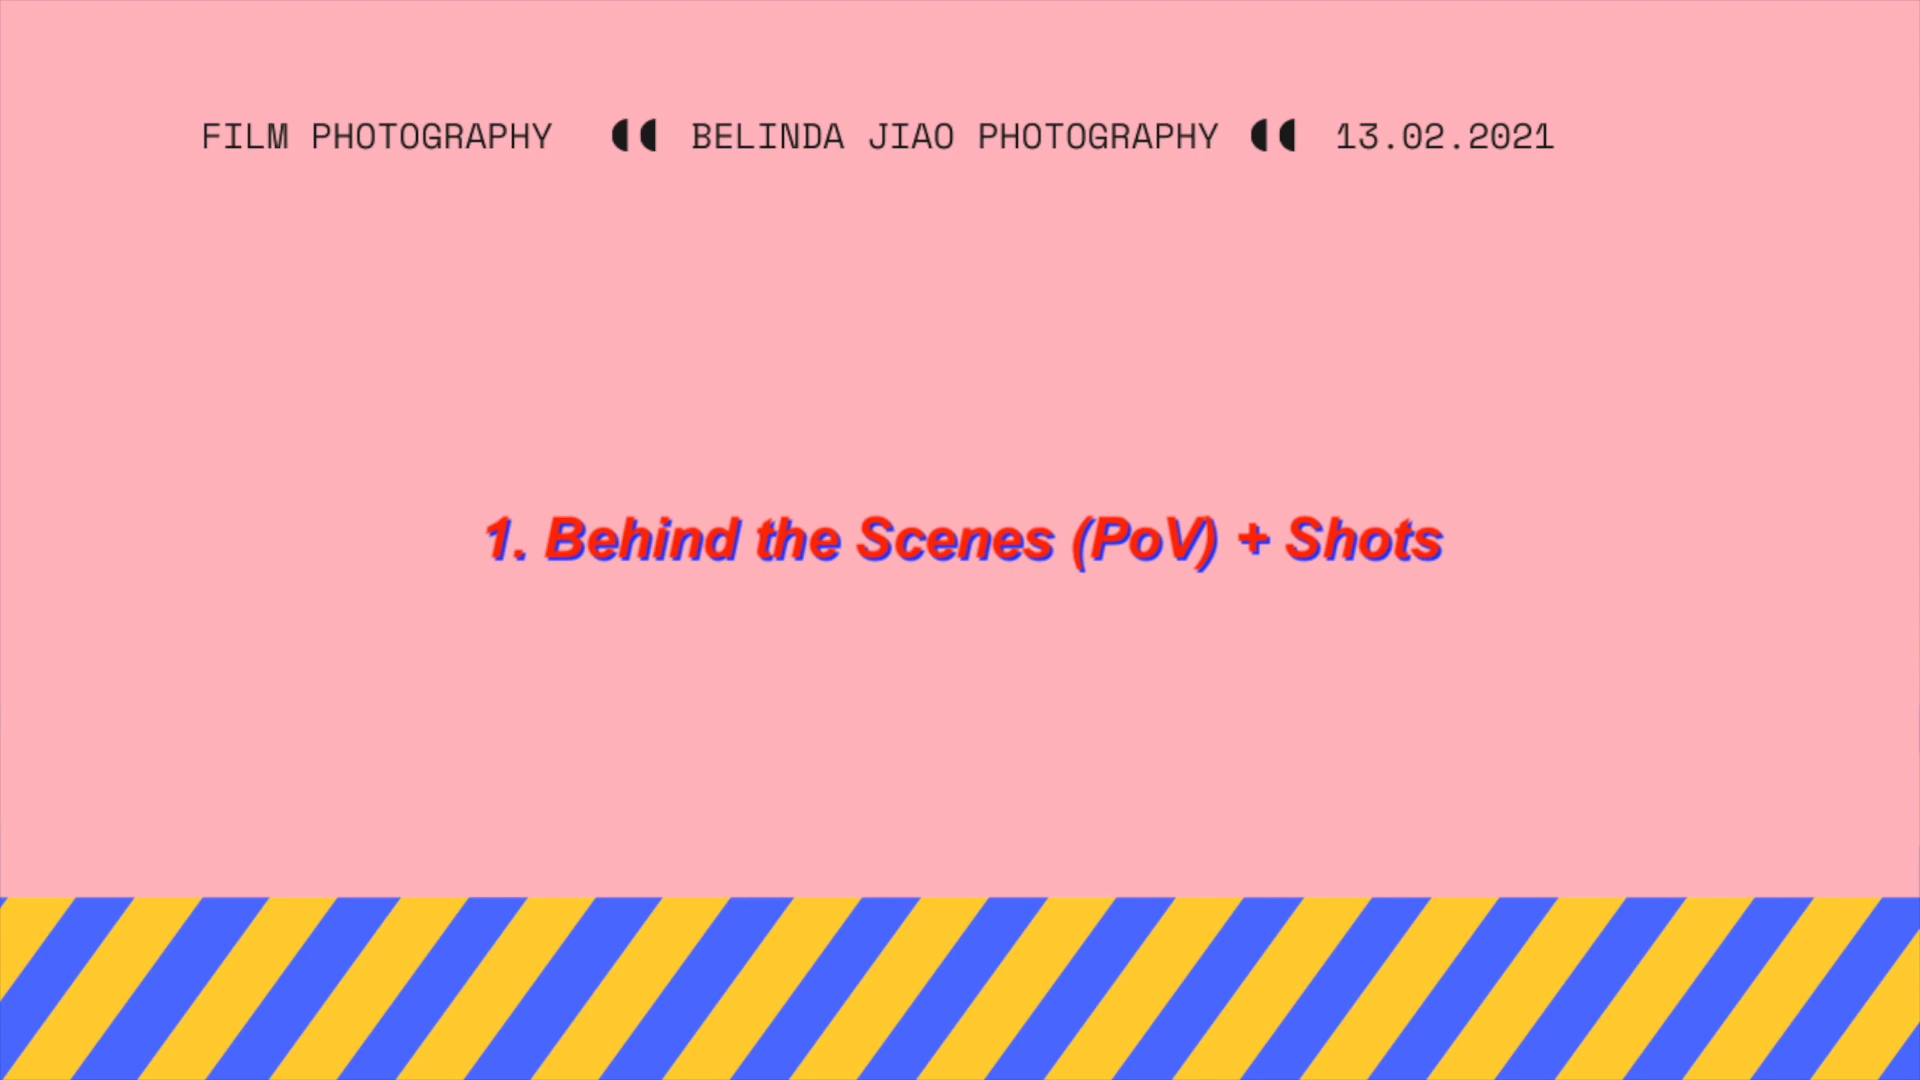 FILM PHOTOGRAPHY BELINDA JIAO PHOTOGRAPHY 13.02.2021
1. Behind the Scenes (PoV) + Shots